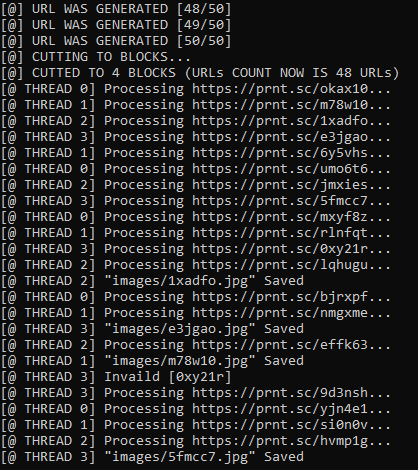 [@] URL WAS GENERATED [48/50]
[@] URL WAS GENERATED [49/50]
[@] URL WAS GENERATED [50/50]
[@] CUTTING TO BLOCKS...
[@] CUTTED TO 4 BLOCKS (URLs COUNT NOW IS 48 URLs)
[@ THREAD 0] Processing https://prnt.sc/okax10...
[@ THREAD 1] Processing https://prnt.sc/m78w10...
[@ THREAD 2] Processing https://prnt.sc/1xadfo...
[@ THREAD 3] Processing https://prnt.sc/e3jgao...
[@ THREAD 1] Processing https://prnt.sc/6y5vhs...
[@ THREAD 0] Processing https://prnt.sc/umo6t6...
[@ THREAD 2] Processing https://prnt.sc/jmxies...
[@ THREAD 3] Processing https://prnt.sc/5fmcc7...
[@ THREAD 0] Processing https://prnt.sc/mxyf8z...
[@ THREAD 1] Processing https://prnt.sc/rlnfqt...
[@ THREAD 3] Processing https://prnt.sc/0xy21r...
[@ THREAD 2] Processing https://prnt.sc/lqhugu...
[@ THREAD 2] "images/1xadfo.jpg" Saved
[@ THREAD 0] Processing https://prnt.sc/bjrxpf...
[@ THREAD 1] Processing https://prnt.sc/nmgxme...
[@ THREAD 3] "images/e3jgao.jpg" Saved
[@ THREAD 2] Processing https://prnt.sc/effk63...
[@ THREAD 1] "images/m78w10.jpg" Saved
[@ THREAD 3] Invaild [0xy21r]
[@ THREAD 3] Processing https://prnt.sc/9d3nsh...
[@ THREAD 0] Processing https://prnt.sc/yjn4e1...
[@ THREAD 1] Processing https://prnt.sc/si0n0v...
[@ THREAD 2] Processing https://prnt.sc/hvmp1g...
[@ THREAD 3] "images/5fmcc7.jpg" Saved